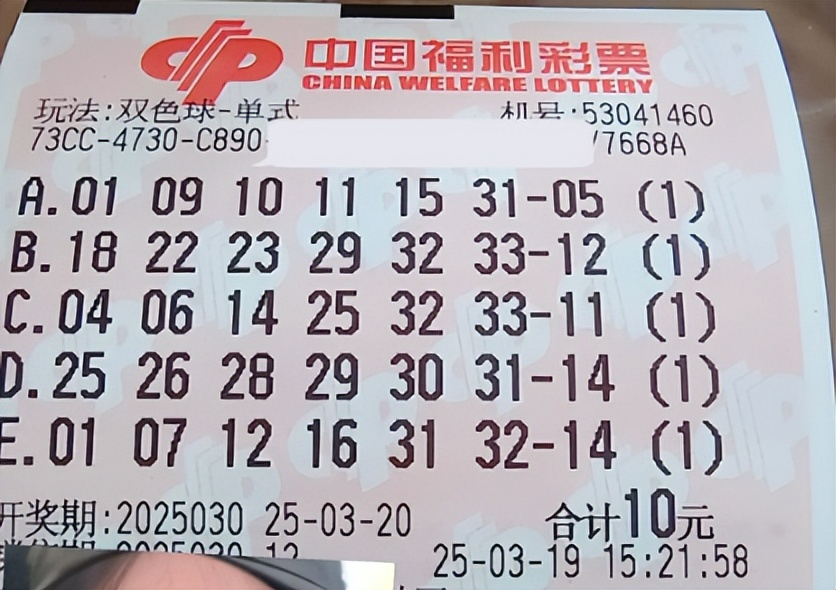 中国福利彩票
CHINA WELFARE LOTTERY
玩法:双色球-单式 机号:53041460
73CC-4730-C890- /7668A
A.01 09 10 11 15 31-05 (1)
B.18 22 23 29 32 33-12 (1)
C.04 06 14 25 32 33-11 (1)
D.25 26 28 29 30 31-14 (1)
E.01 07 12 16 31 32-14 (1)
开奖期:2025030 25-03-20 合计10元
25-03-19 15:21:58